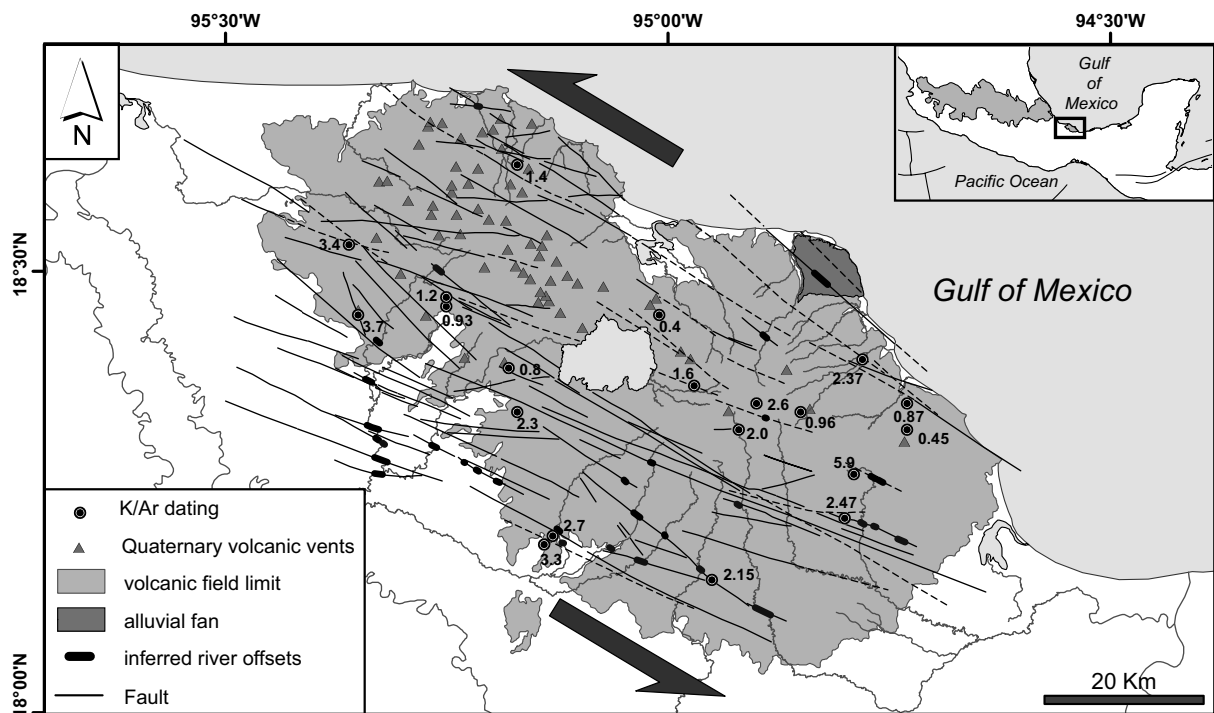 95°30'W
95°00'W
94°30'W
N
Gulf
of
Mexico
Pacific Ocean
1.4
18°30'N
3.4
1.2
0.93
3.7
0.4
Gulf of Mexico
0.8
1.6
2.37
2.3
2.6
0.96
0.87
2.0
0.45
5.9
2.47
2.7
3.3
2.15
K/Ar dating
Quaternary volcanic vents
volcanic field limit
alluvial fan
inferred river offsets
Fault
18°00'N
20 Km